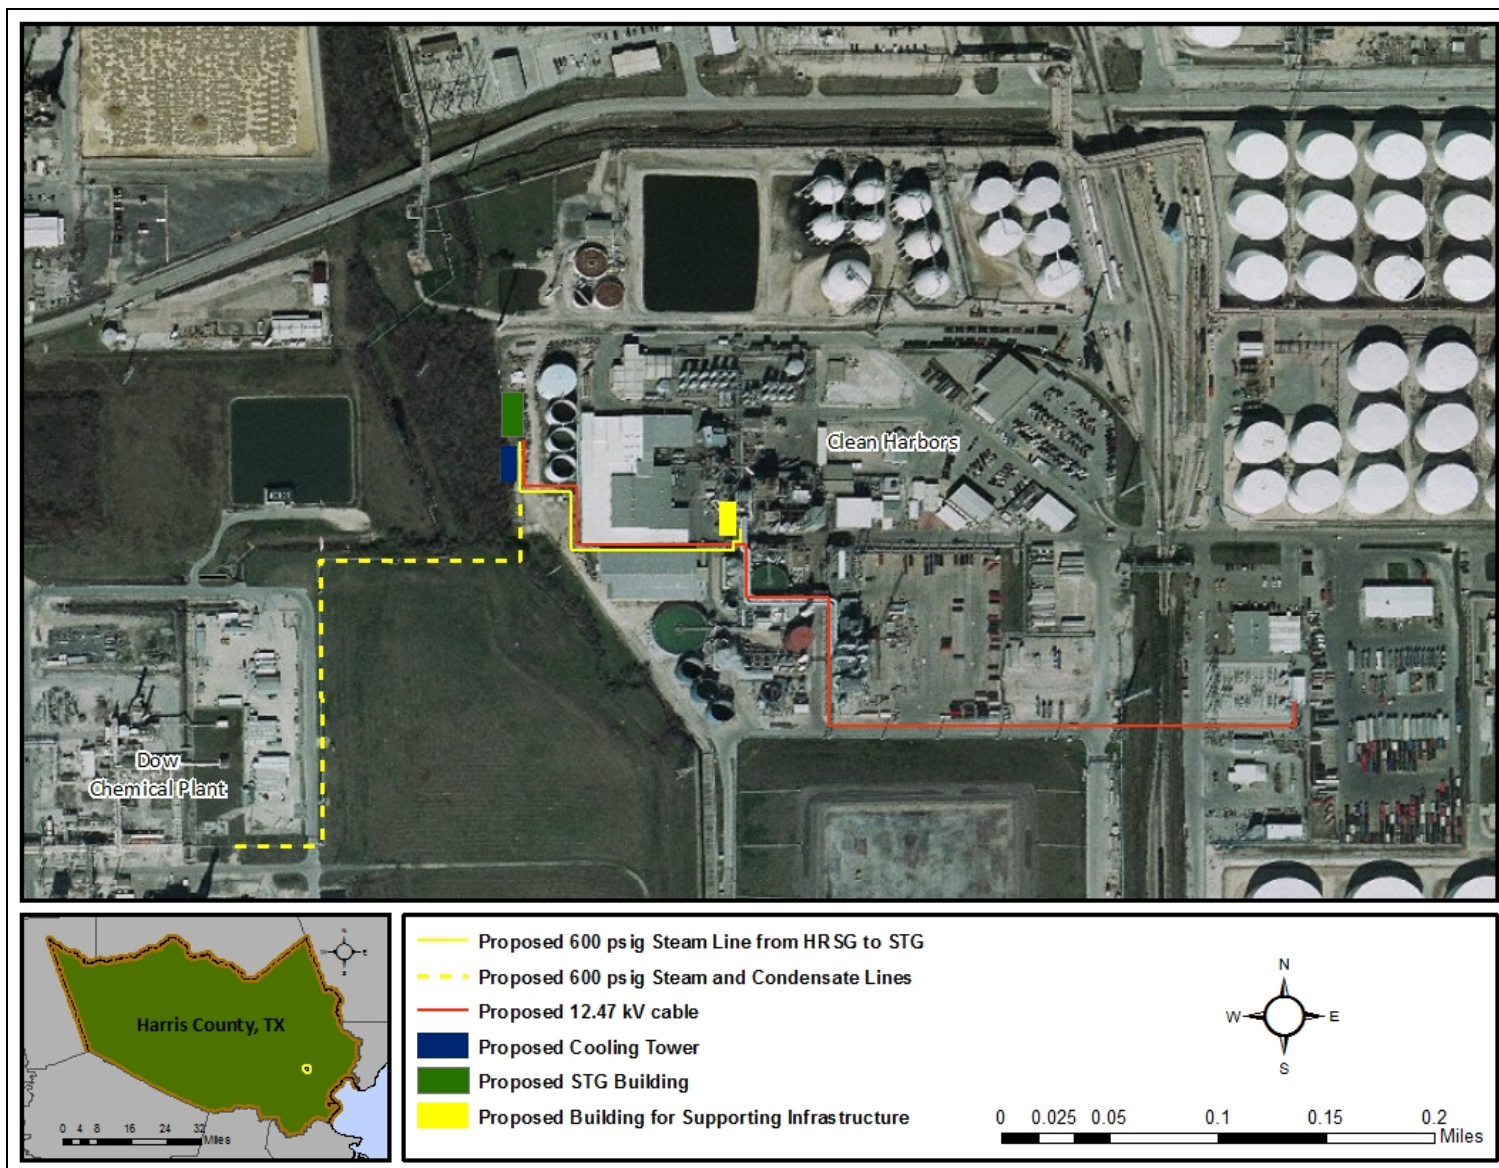 Clean Harbors
Dow
Chemical Plant
N
W E
S
Harris County, TX
0 4 8 16 24 32
Miles
Proposed 600 psig Steam Line from HRSG to STG
Proposed 600 psig Steam and Condensate Lines
Proposed 12.47 kV cable
Proposed Cooling Tower
Proposed STG Building
Proposed Building for Supporting Infrastructure
N
W E
S
0 0.025 0.05 0.1 0.15 0.2
Miles